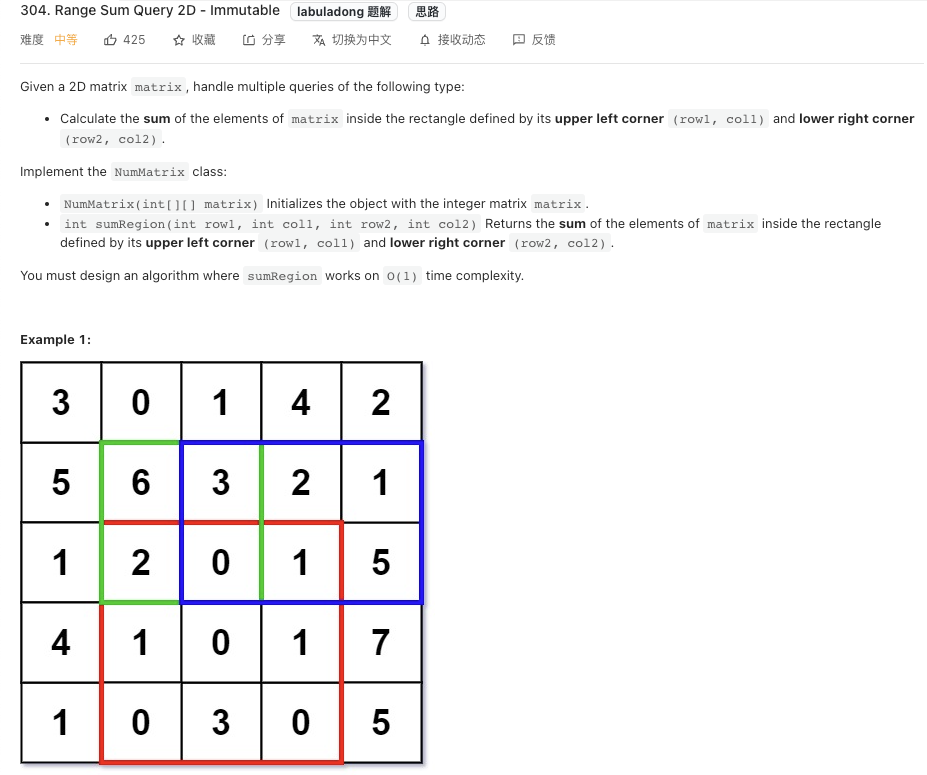 304. Range Sum Query 2D - Immutable labuladong 题解 思路
难度 中等 425 收藏 分享 切换为中文 接收动态 反馈
Given a 2D matrix matrix, handle multiple queries of the following type:
• Calculate the sum of the elements of matrix inside the rectangle defined by its upper left corner (row1, col1) and lower right corner
(row2, col2).
Implement the NumMatrix class:
• NumMatrix(int[][] matrix) Initializes the object with the integer matrix matrix.
• int sumRegion(int row1, int col1, int row2, int col2) Returns the sum of the elements of matrix inside the rectangle
defined by its upper left corner (row1, col1) and lower right corner (row2, col2).
You must design an algorithm where sumRegion works on O(1) time complexity.
Example 1:
3 0 1 4 2
5 6 3 2 1
1 2 0 1 5
4 1 0 1 7
1 0 3 0 5